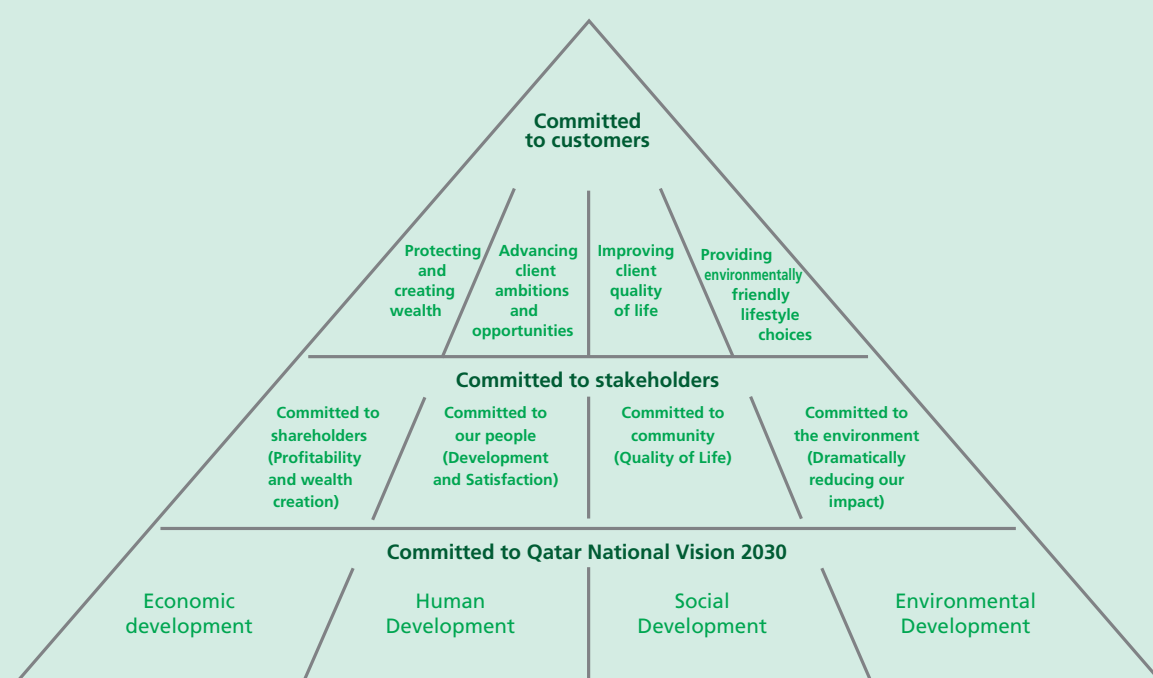 Committed
to customers
Protecting
and
creating
wealth
Advancing
client
ambitions
and
opportunities
Improving
client
quality
of life
Providing
environmentally
friendly
lifestyle
choices
Committed to stakeholders
Committed to
shareholders
(Profitability
and wealth
creation)
Committed to
our people
(Development
and Satisfaction)
Committed to
community
(Quality of Life)
Committed to
the environment
(Dramatically
reducing our
impact)
Committed to Qatar National Vision 2030
Economic
development
Human
Development
Social
Development
Environmental
Development